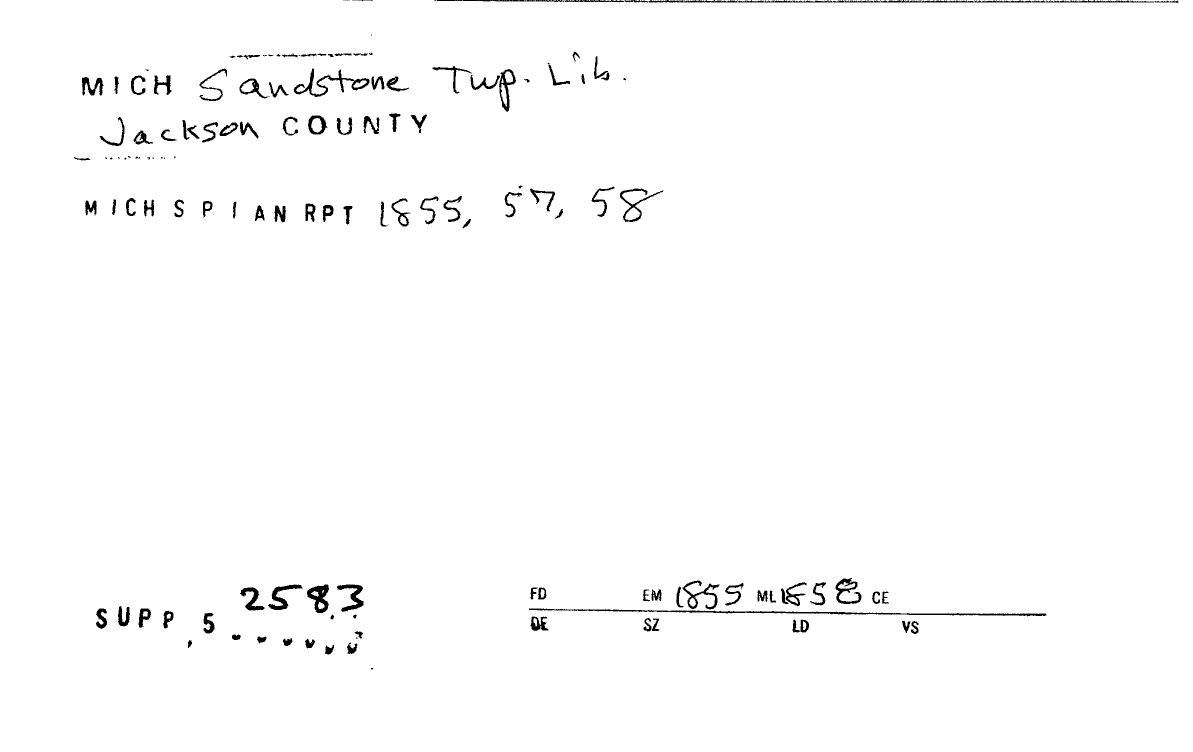 MICH Sandstone Twp. Lib.
Jackson COUNTY
MICH S P I AN RPT 1855, 57, 58
SUPP, 5 2583
FD EM 1855 ML 1858 CE
DE SZ LD VS